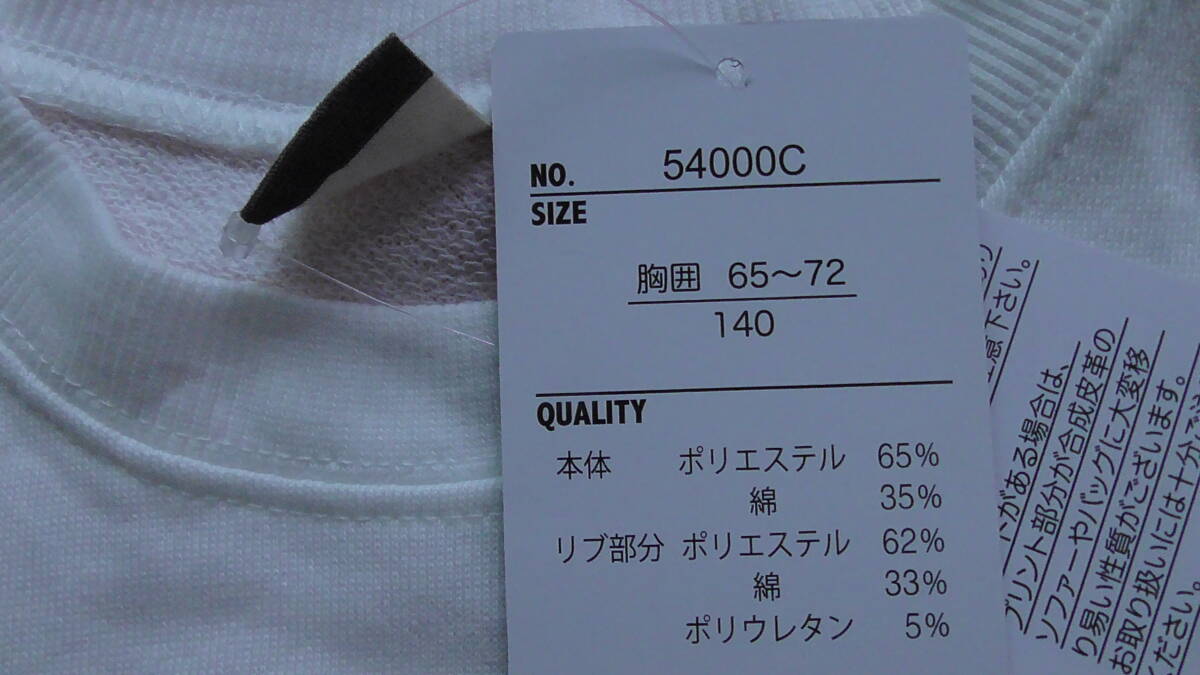 NO. 54000C
SIZE
胸囲 65～72
140
QUALITY
本体 ポリエステル 65%
綿 35%
リブ部分 ポリエステル 62%
綿 33%
ポリウレタン 5%
意下さい。
がある場合は、
プリント部分が合成皮革の
ソファーやバッグに大変移
り易い性質がございます。
お取り扱いには十分ご
ください。